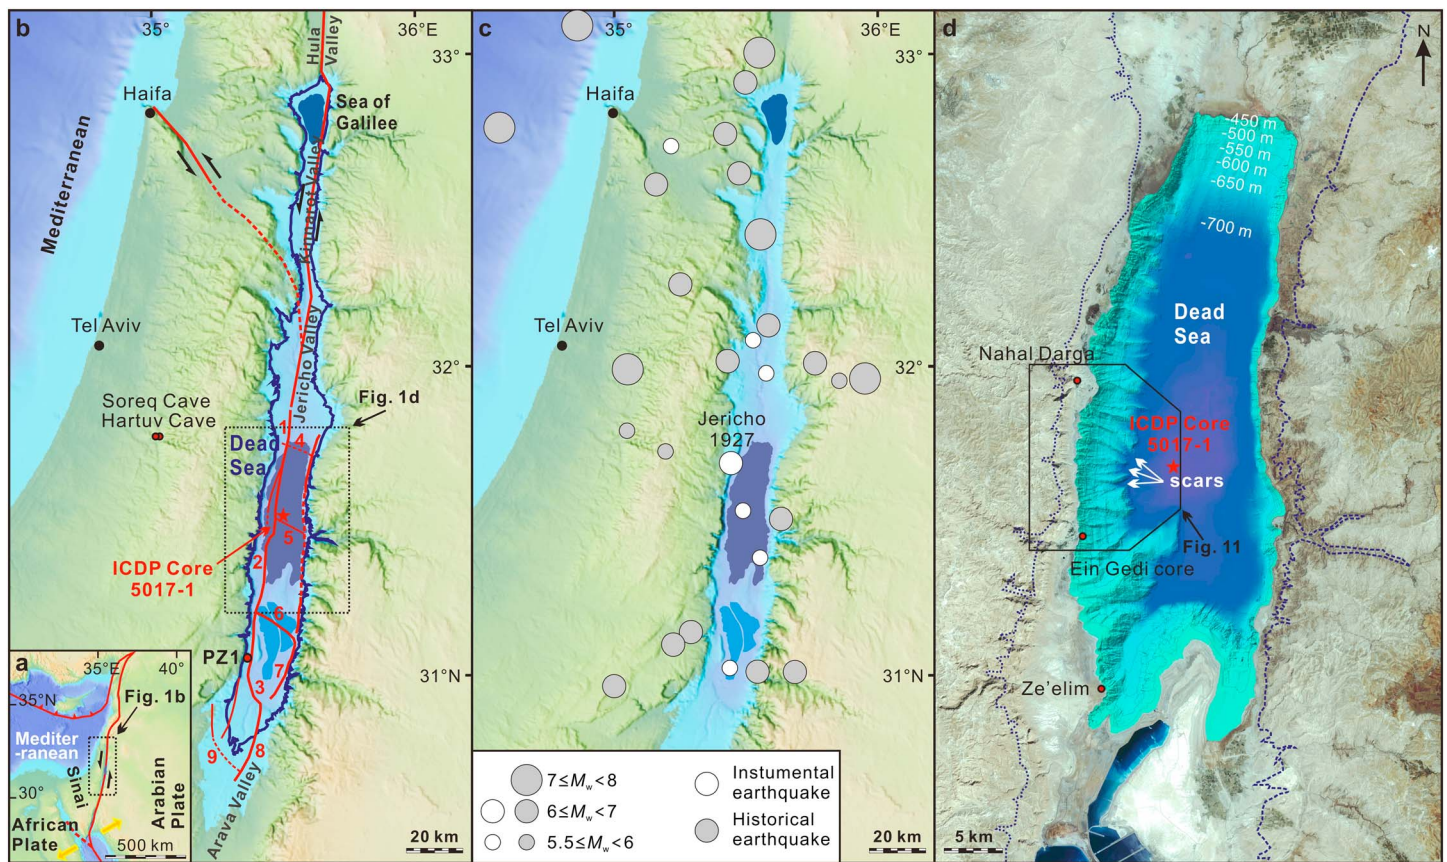 b
35°
36°E
Hula
Valley
Haifa
Sea of
Galilee
Mediterranean
Kinnarot Valley
Tel Aviv
Jericho Valley
Soreq Cave
Hartuv Cave
Fig. 1d
1
4
Dead
Sea
5
2
ICDP Core
5017-1
6
PZ1
7
3
8
9
Arava Valley
20 km
a
35°E
40°
35°N
Fig. 1b
Mediter
-ranean
Sinai
Arabian
Plate
30°
African
Plate
500 km
c
35°
36°E
33°
Haifa
Tel Aviv
32°
Jericho
1927
31°N
7≤Mw<8
6≤Mw<7
5.5≤Mw<6
Instumental
earthquake
Historical
earthquake
20 km
d
N
33°
-450 m
-500 m
-550 m
-600 m
-650 m
-700 m
Dead
Sea
32°
Nahal Darga
ICDP Core
5017-1
scars
Fig. 11
Ein Gedi core
31°N
Ze'elim
5 km